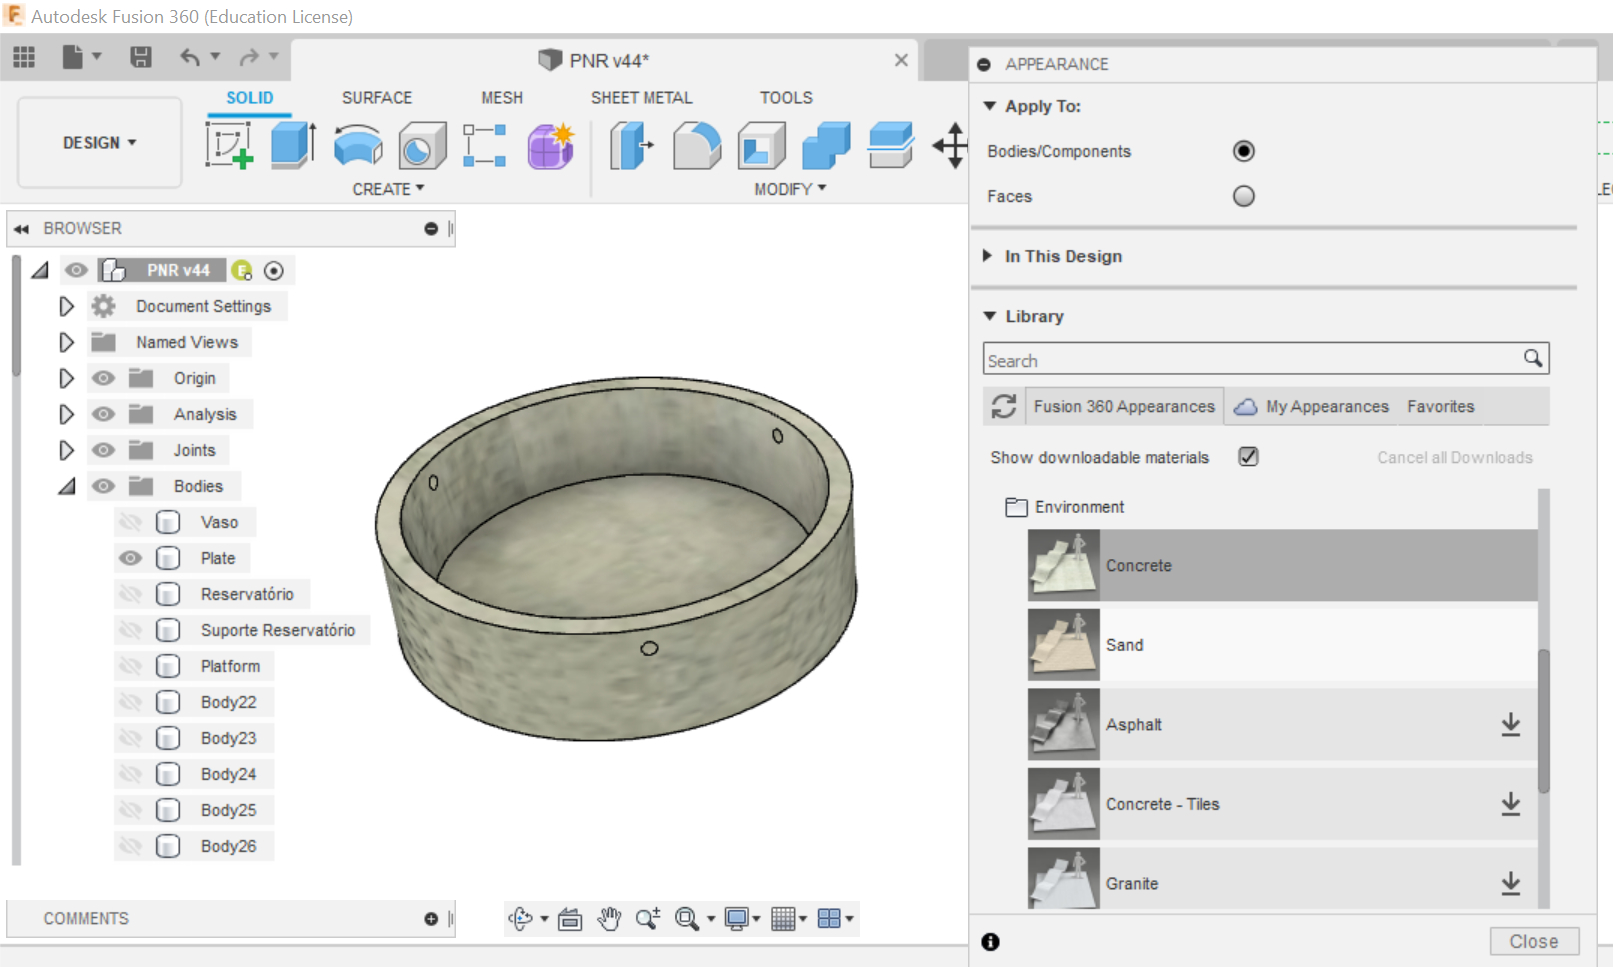 Autodesk Fusion 360 (Education License)
PNR v44*
SOLID
SURFACE
MESH
SHEET METAL
TOOLS
DESIGN
CREATE
MODIFY
BROWSER
PNR v44
Document Settings
Named Views
Origin
Analysis
Joints
Bodies
Vaso
Plate
Reservatório
Suporte Reservatório
Platform
Body22
Body23
Body24
Body25
Body26
COMMENTS
APPEARANCE
Apply To:
Bodies/Components
Faces
In This Design
Library
Search
Fusion 360 Appearances
My Appearances
Favorites
Show downloadable materials
Cancel all Downloads
Environment
Concrete
Sand
Asphalt
Concrete - Tiles
Granite
Close